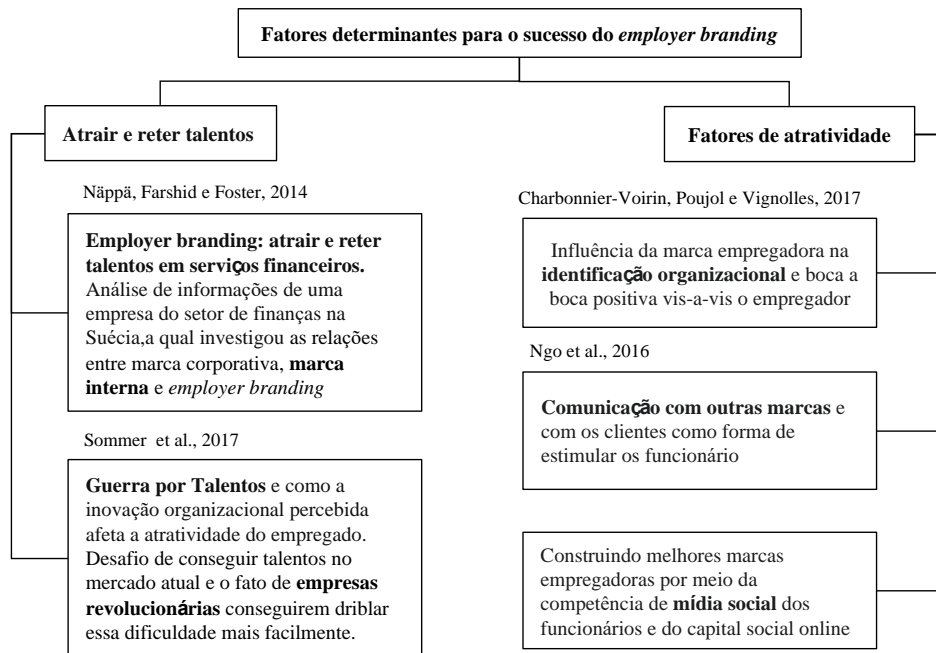 Fatores determinantes para o sucesso do employer branding
Atrair e reter talentos
Näppä, Farshid e Foster, 2014
Employer branding: atrair e reter
talentos em serviços financeiros.
Análise de informações de uma
empresa do setor de finanças na
Suécia,a qual investigou as relações
entre marca corporativa, marca
interna e employer branding
Sommer et al., 2017
Guerra por Talentos e como a
inovação organizacional percebida
afeta a atratividade do empregado.
Desafio de conseguir talentos no
mercado atual e o fato de empresas
revolucionárias conseguirem driblar
essa dificuldade mais facilmente.
Fatores de atratividade
Charbonnier-Voirin, Poujol e Vignolles, 2017
Influência da marca empregadora na
identificação organizacional e boca a
boca positiva vis-a-vis o empregador
Ngo et al., 2016
Comunicação com outras marcas e
com os clientes como forma de
estimular os funcionário
Construindo melhores marcas
empregadoras por meio da
competência de mídia social dos
funcionários e do capital social online